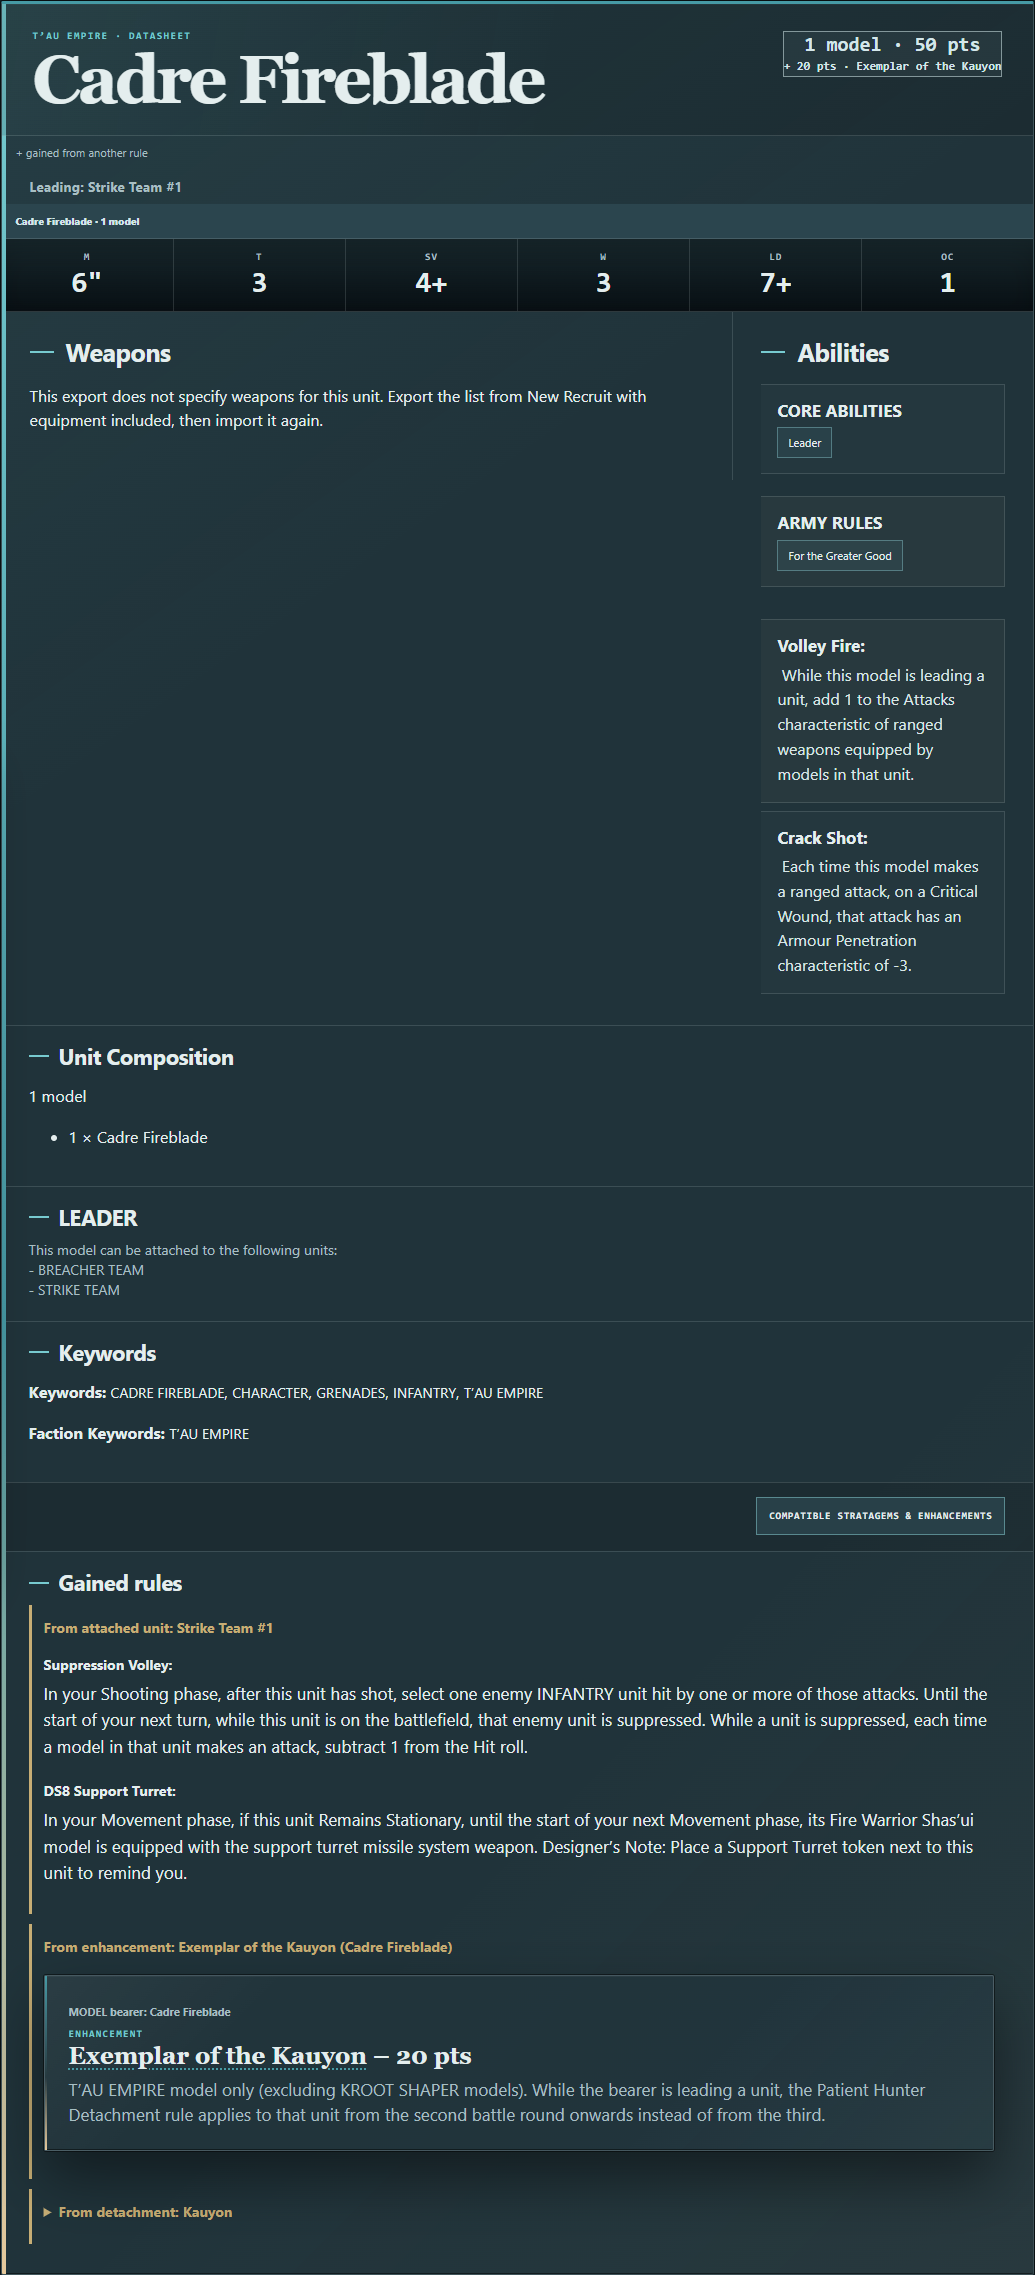 T'AU EMPIRE · DATASHEET
Cadre Fireblade
1 model · 50 pts
+ 20 pts · Exemplar of the Kauyon
+ gained from another rule
Leading: Strike Team #1
Cadre Fireblade - 1 model
M
6"
T
3
SV
4+
W
3
LD
7+
OC
1
Weapons
This export does not specify weapons for this unit. Export the list from New Recruit with
equipment included, then import it again.
Abilities
CORE ABILITIES
Leader
ARMY RULES
For the Greater Good
Volley Fire:
While this model is leading a
unit, add 1 to the Attacks
characteristic of ranged
weapons equipped by
models in that unit.
Crack Shot:
Each time this model makes
a ranged attack, on a Critical
Wound, that attack has an
Armour Penetration
characteristic of -3.
Unit Composition
1 model
• 1 × Cadre Fireblade
LEADER
This model can be attached to the following units:
- BREACHER TEAM
- STRIKE TEAM
Keywords
Keywords: CADRE FIREBLADE, CHARACTER, GRENADES, INFANTRY, T'AU EMPIRE
Faction Keywords: T'AU EMPIRE
COMPATIBLE STRATAGEMS & ENHANCEMENTS
Gained rules
From attached unit: Strike Team #1
Suppression Volley:
In your Shooting phase, after this unit has shot, select one enemy INFANTRY unit hit by one or more of those attacks. Until the
start of your next turn, while this unit is on the battlefield, that enemy unit is suppressed. While a unit is suppressed, each time
a model in that unit makes an attack, subtract 1 from the Hit roll.
DS8 Support Turret:
In your Movement phase, if this unit Remains Stationary, until the start of your next Movement phase, its Fire Warrior Shas'ui
model is equipped with the support turret missile system weapon. Designer's Note: Place a Support Turret token next to this
unit to remind you.
From enhancement: Exemplar of the Kauyon (Cadre Fireblade)
MODEL bearer: Cadre Fireblade
ENHANCEMENT
Exemplar of the Kauyon – 20 pts
T'AU EMPIRE model only (excluding KROOT SHAPER models). While the bearer is leading a unit, the Patient Hunter
Detachment rule applies to that unit from the second battle round onwards instead of from the third.
▶ From detachment: Kauyon